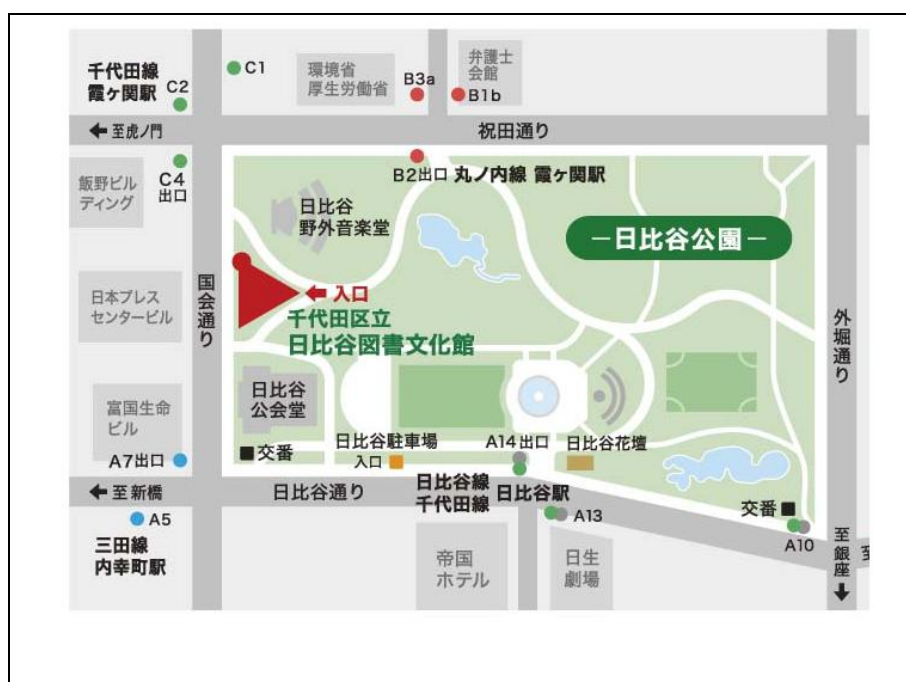 千代田線
霞ヶ関駅
C2
C1
環境省
厚生労働省
B3a
弁護士
会館
B1b
←至虎ノ門
祝田通り
飯野ビル
ディング
C4
出口
B2出口 丸ノ内線 霞ヶ関駅
日比谷
野外音楽堂
－日比谷公園－
日本プレス
センタービル
国会通り
←入口
千代田区立
日比谷図書文化館
外堀通り
富国生命
ビル
日比谷
公会堂
A7出口
■交番
日比谷駐車場
入口
A14出口
日比谷花壇
←至新橋
日比谷通り
日比谷線
千代田線
日比谷駅
交番■
A5
A13
A10
三田線
内幸町駅
帝国
ホテル
日生
劇場
至銀座
至